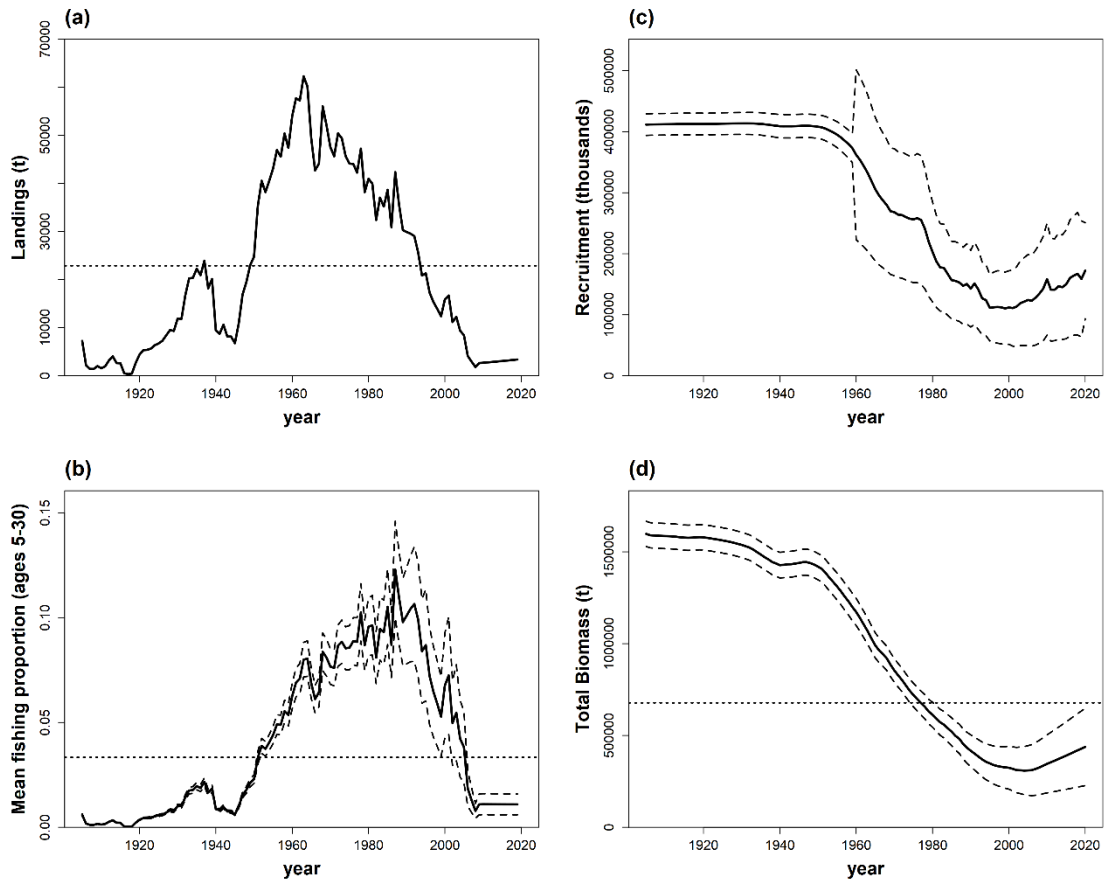 (a)
Landings (t)
70000
50000
30000
10000
0
1920 1940 1960 1980 2000 2020
year
(c)
Recruitment (thousands)
500000
400000
300000
200000
100000
0
1920 1940 1960 1980 2000 2020
year
(b)
Mean fishing proportion (ages 5-30)
0.15
0.10
0.05
0.00
1920 1940 1960 1980 2000 2020
year
(d)
Total Biomass (t)
1500000
1000000
500000
0
1920 1940 1960 1980 2000 2020
year